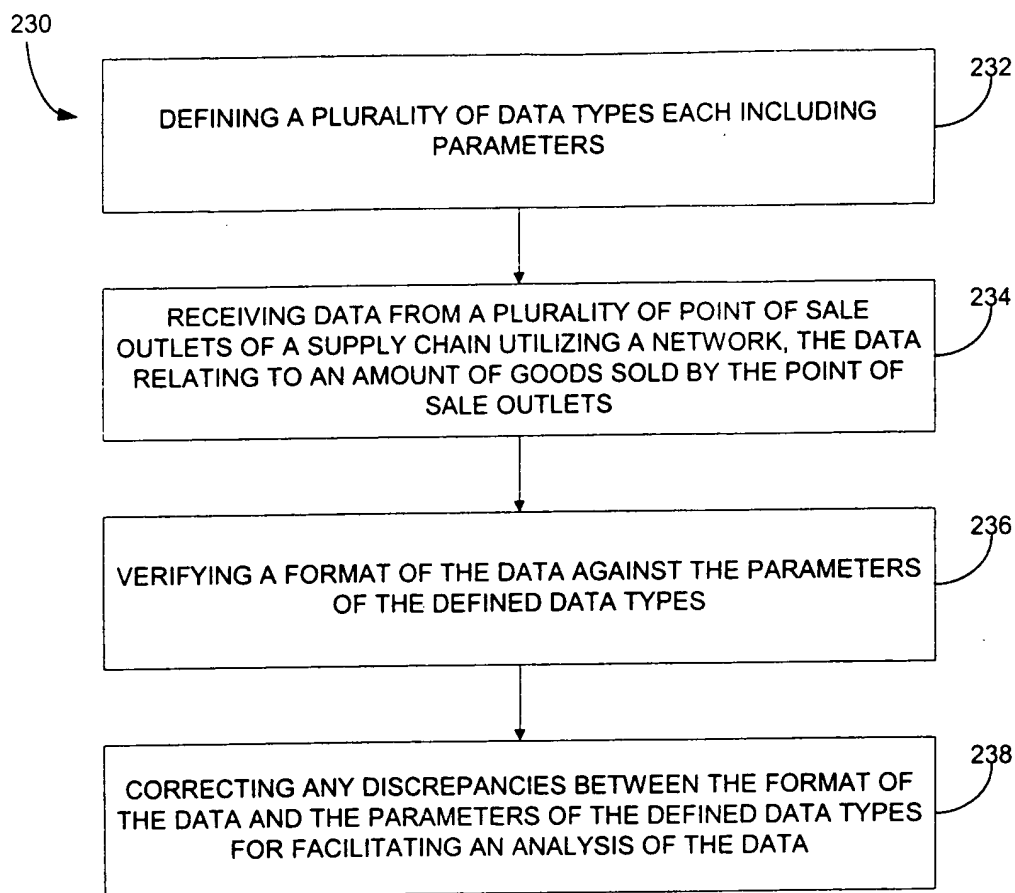 230
232
DEFINING A PLURALITY OF DATA TYPES EACH INCLUDING
PARAMETERS
234
RECEIVING DATA FROM A PLURALITY OF POINT OF SALE
OUTLETS OF A SUPPLY CHAIN UTILIZING A NETWORK, THE DATA
RELATING TO AN AMOUNT OF GOODS SOLD BY THE POINT OF
SALE OUTLETS
236
VERIFYING A FORMAT OF THE DATA AGAINST THE PARAMETERS
OF THE DEFINED DATA TYPES
238
CORRECTING ANY DISCREPANCIES BETWEEN THE FORMAT OF
THE DATA AND THE PARAMETERS OF THE DEFINED DATA TYPES
FOR FACILITATING AN ANALYSIS OF THE DATA